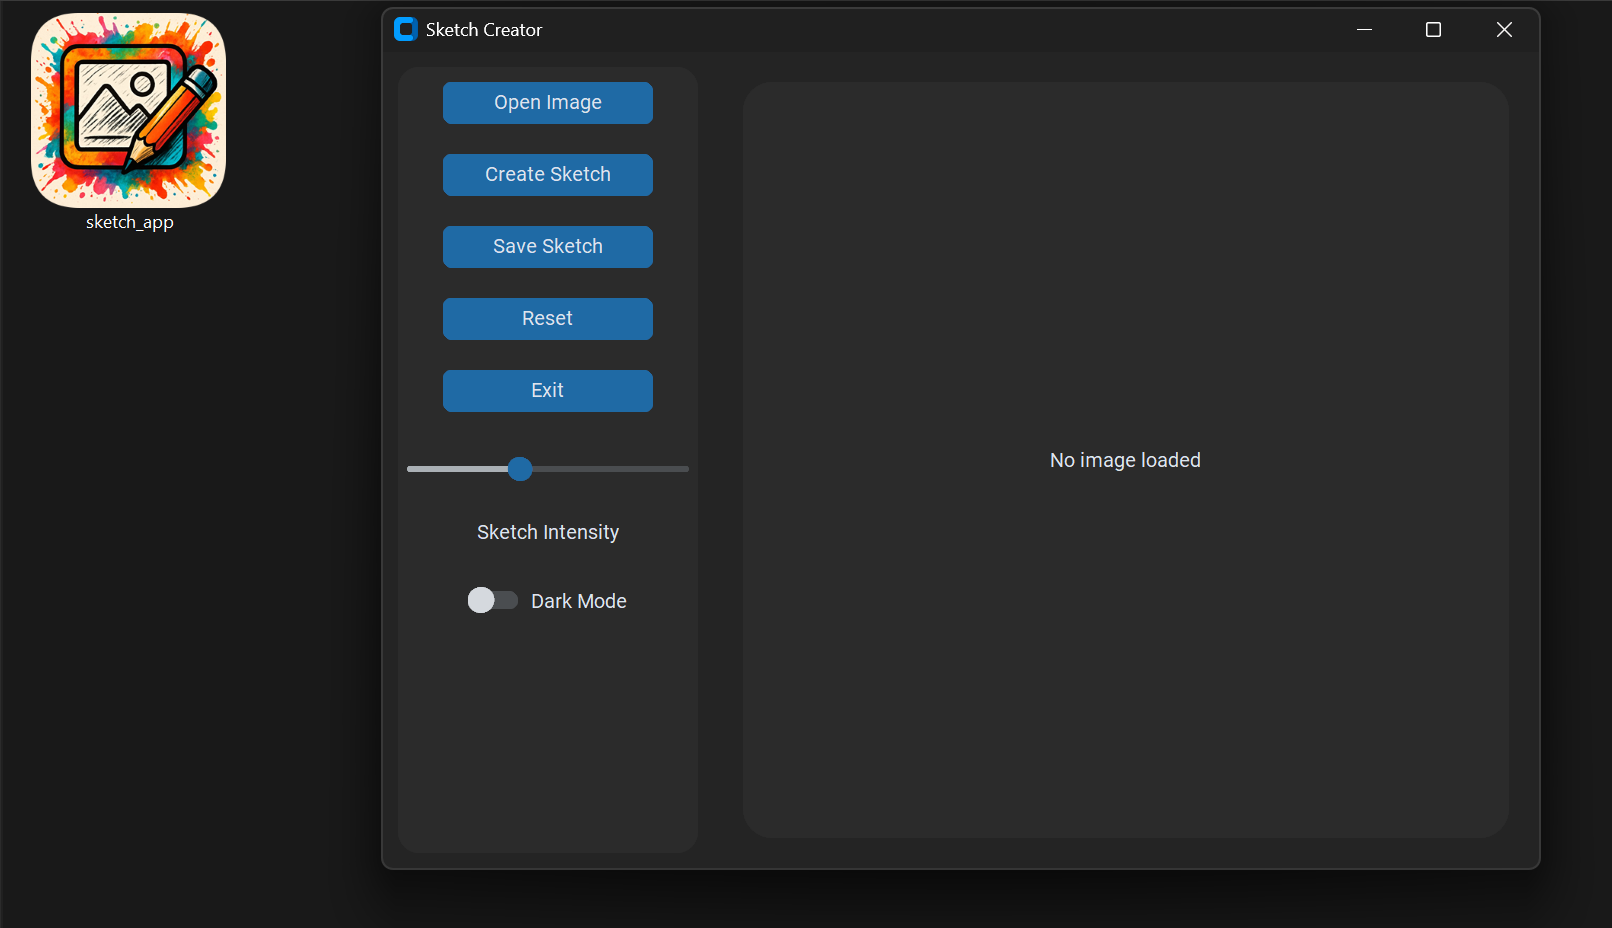 sketch_app
Sketch Creator
Open Image
Create Sketch
Save Sketch
Reset
Exit
Sketch Intensity
Dark Mode
No image loaded